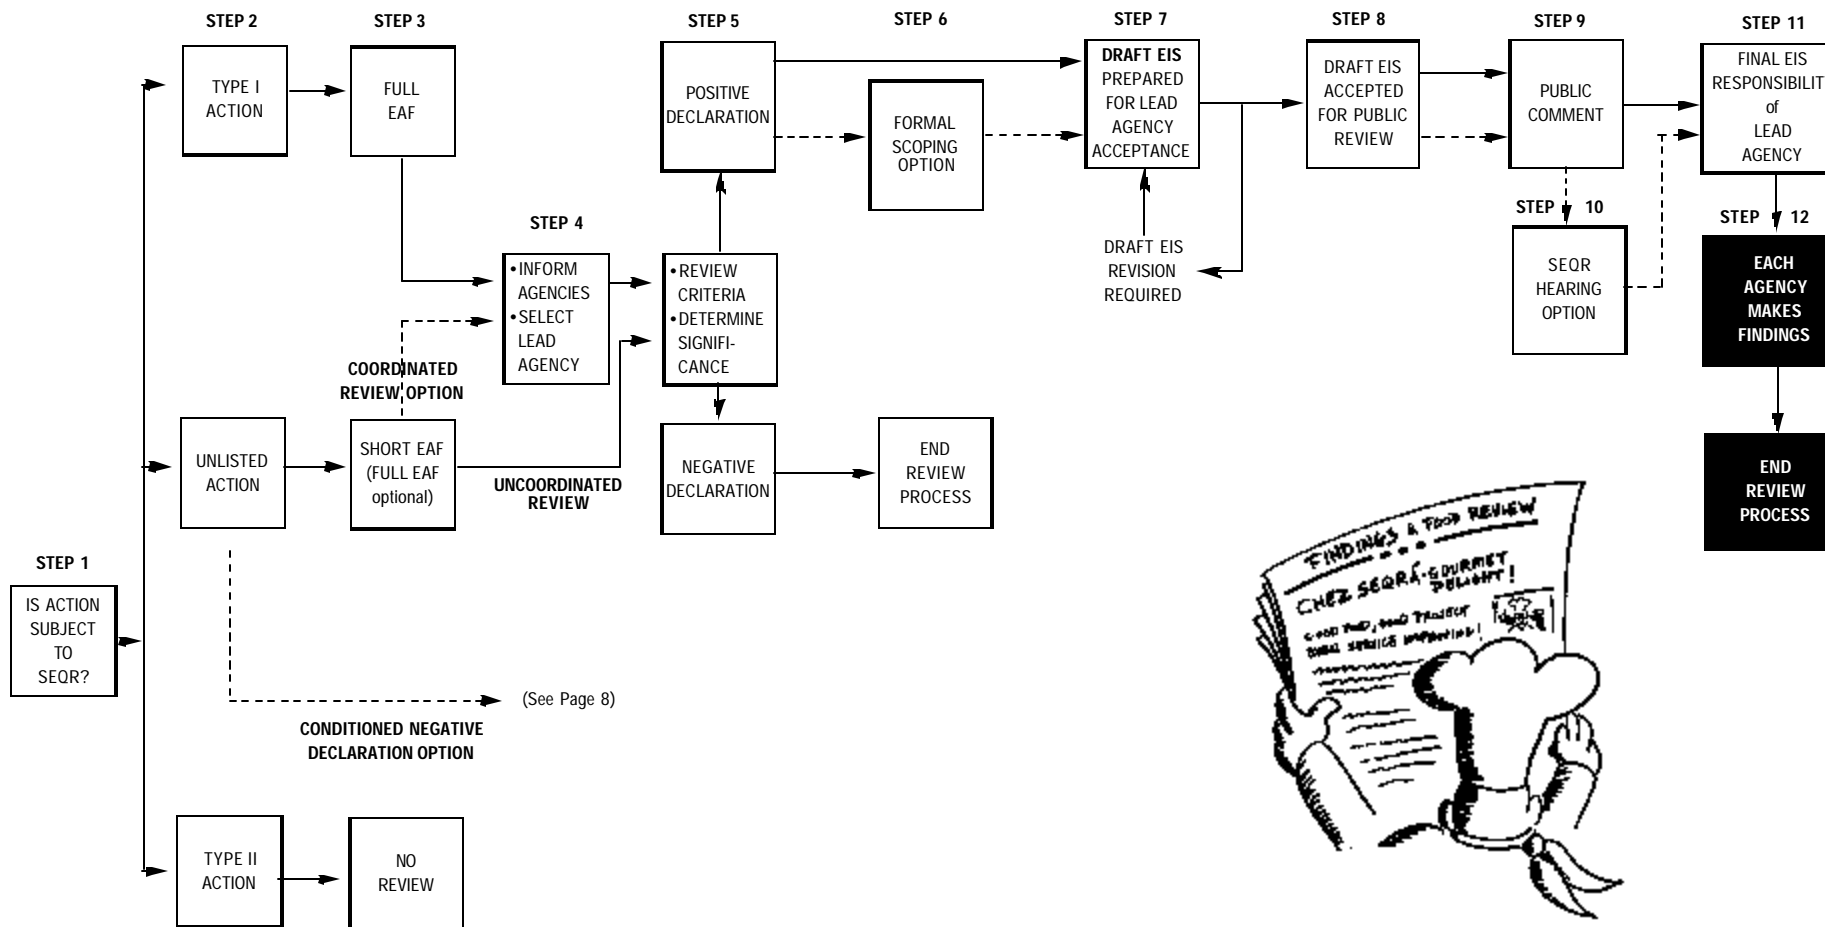 STEP 2
STEP 3
STEP 5
STEP 6
STEP 7
STEP 8
STEP 9
STEP 11
TYPE I
ACTION
FULL
EAF
POSITIVE
DECLARATION
FORMAL
SCOPING
OPTION
DRAFT EIS
PREPARED
FOR LEAD
AGENCY
ACCEPTANCE
DRAFT EIS
ACCEPTED
FOR PUBLIC
REVIEW
PUBLIC
COMMENT
FINAL EIS
RESPONSIBILIT
of
LEAD
AGENCY
STEP 4
•INFORM
AGENCIES
•SELECT
LEAD
AGENCY
•REVIEW
CRITERIA
•DETERMINE
SIGNIFI-
CANCE
DRAFT EIS
REVISION
REQUIRED
STEP 10
SEQR
HEARING
OPTION
STEP 12
EACH
AGENCY
MAKES
FINDINGS
COORDINATED
REVIEW OPTION
UNLISTED
ACTION
SHORT EAF
(FULL EAF
optional)
UNCOORDINATED
REVIEW
NEGATIVE
DECLARATION
END
REVIEW
PROCESS
END
REVIEW
PROCESS
STEP 1
IS ACTION
SUBJECT
TO
SEQR?
(See Page 8)
CONDITIONED NEGATIVE
DECLARATION OPTION
TYPE II
ACTION
NO
REVIEW
FINDINGS A FOOD REVIEW
CHEZ SEQRÁ-GOURMET
DELIGHT!